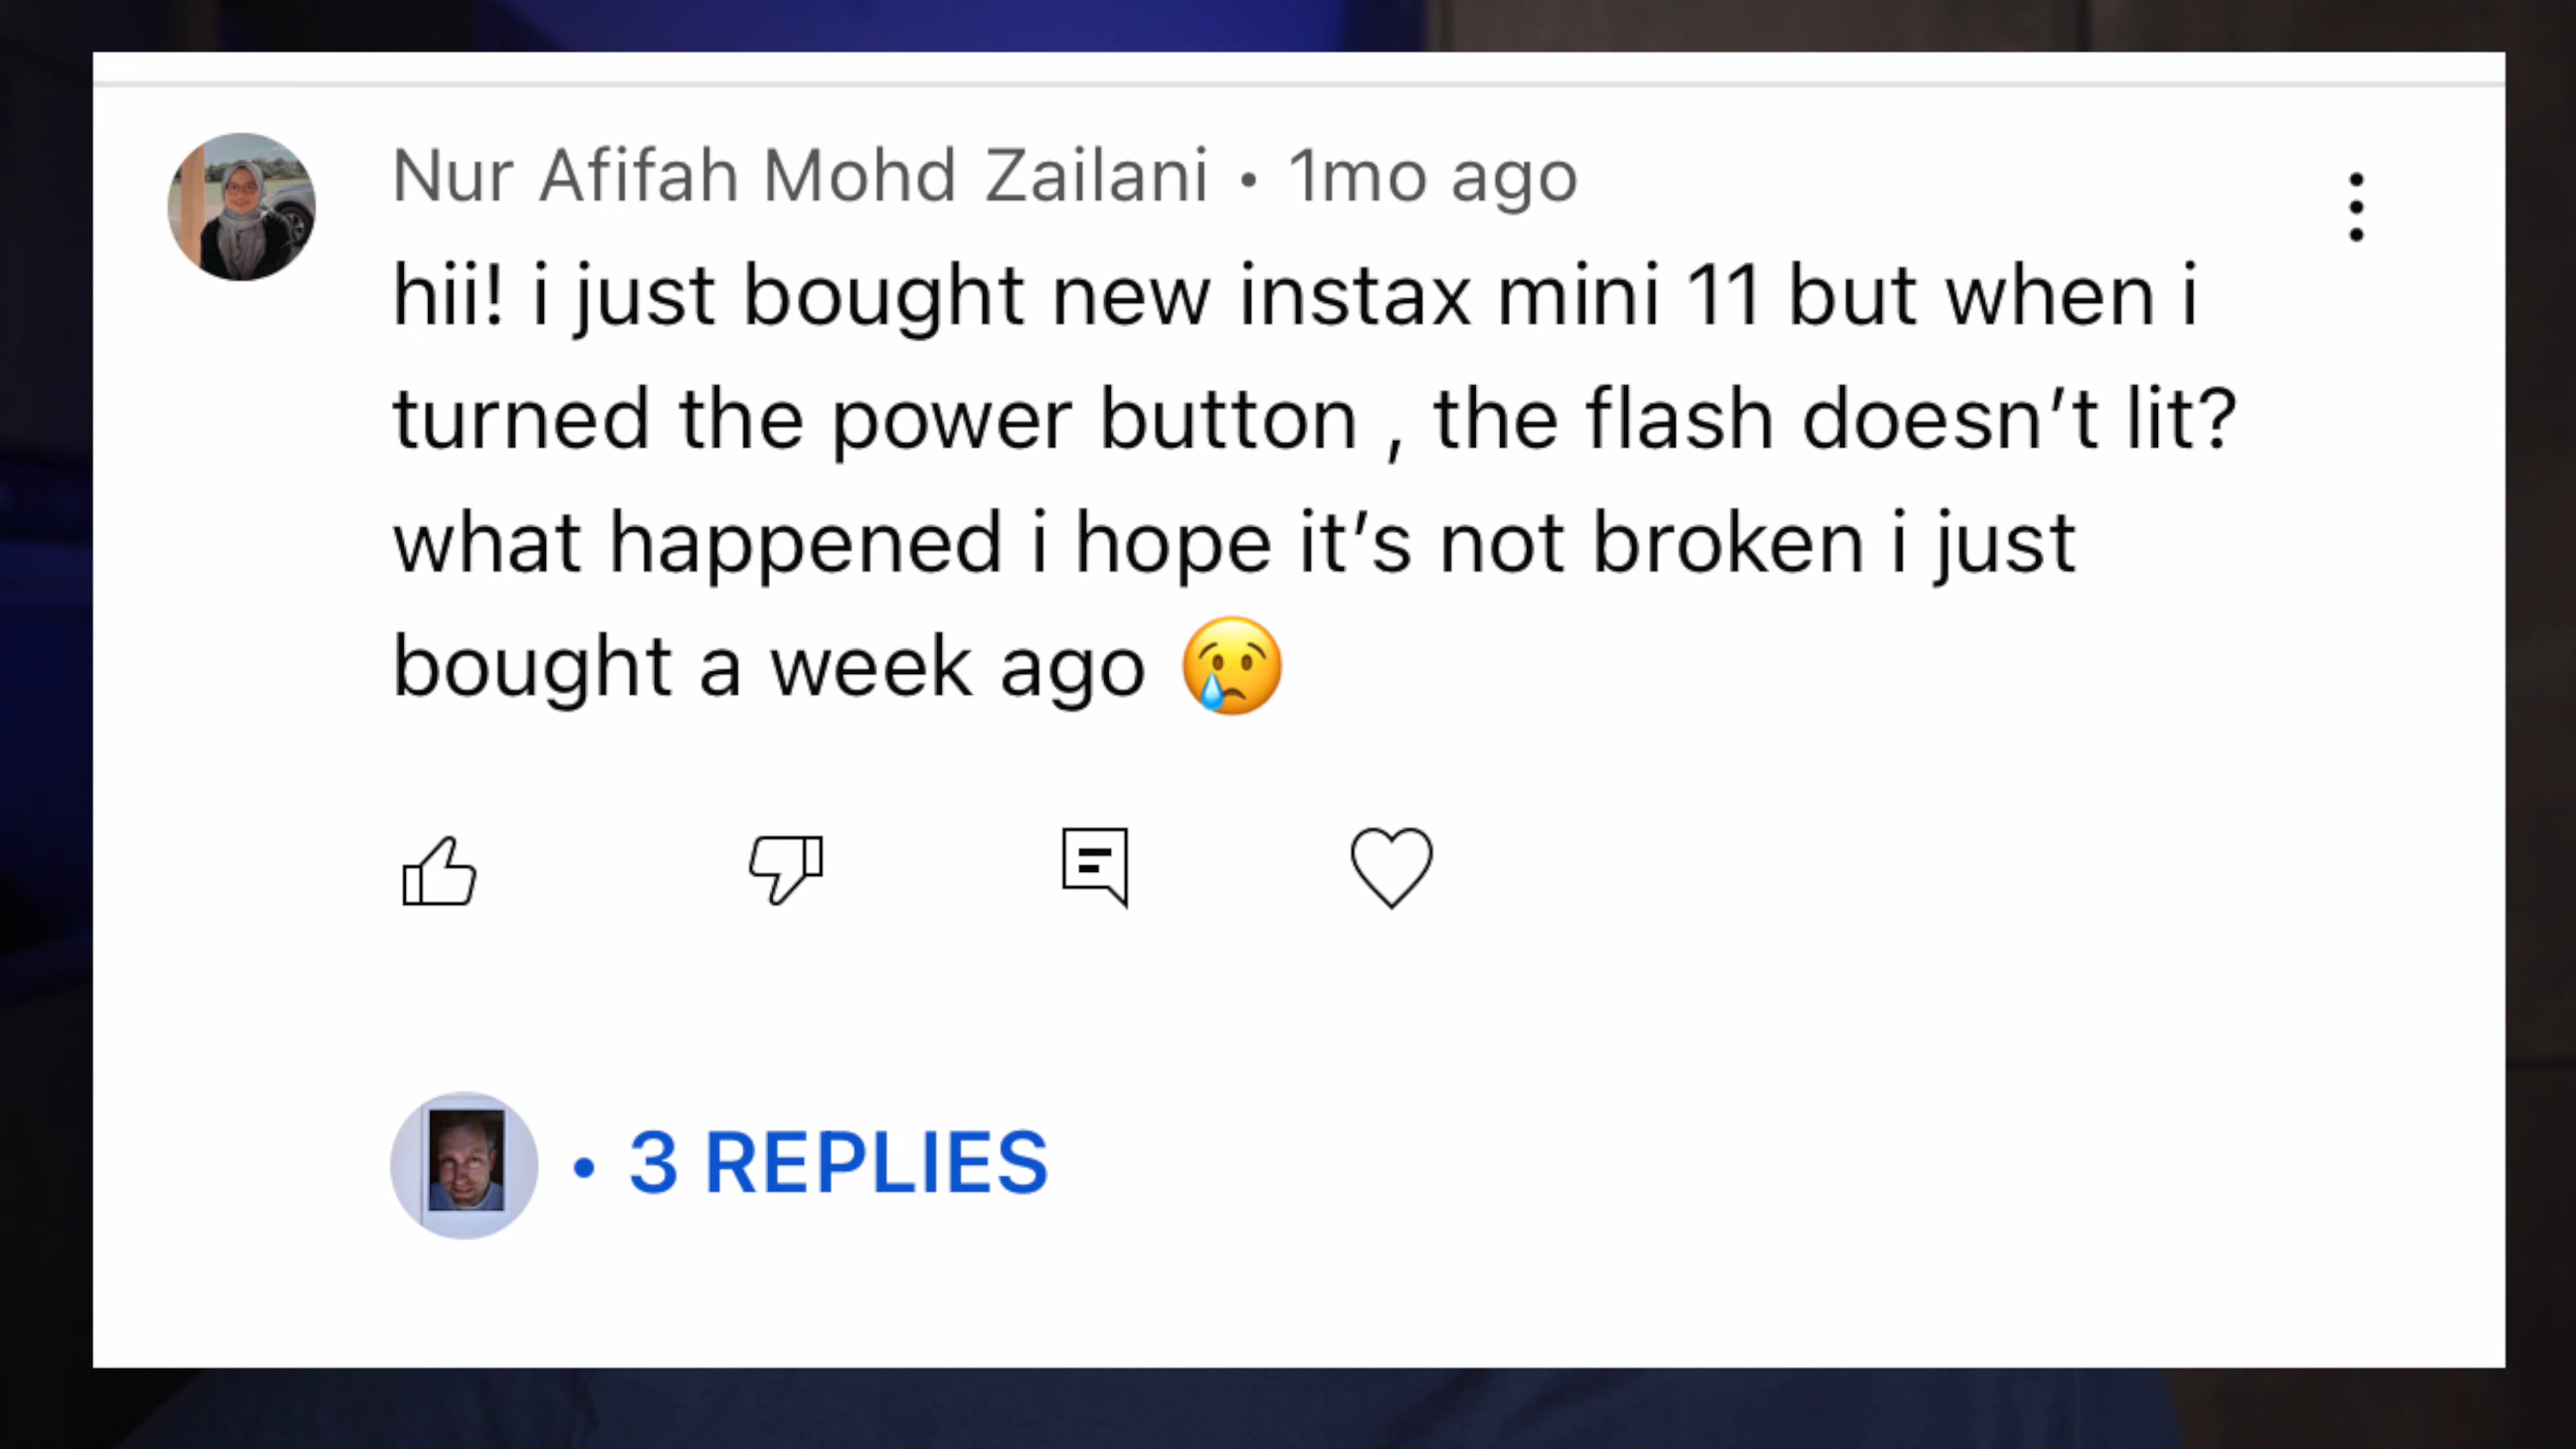 Nur Afifah Mohd Zailani • 1mo ago
hii! i just bought new instax mini 11 but when i
turned the power button , the flash doesn’t lit?
what happened i hope it’s not broken i just
bought a week ago 😢
• 3 REPLIES